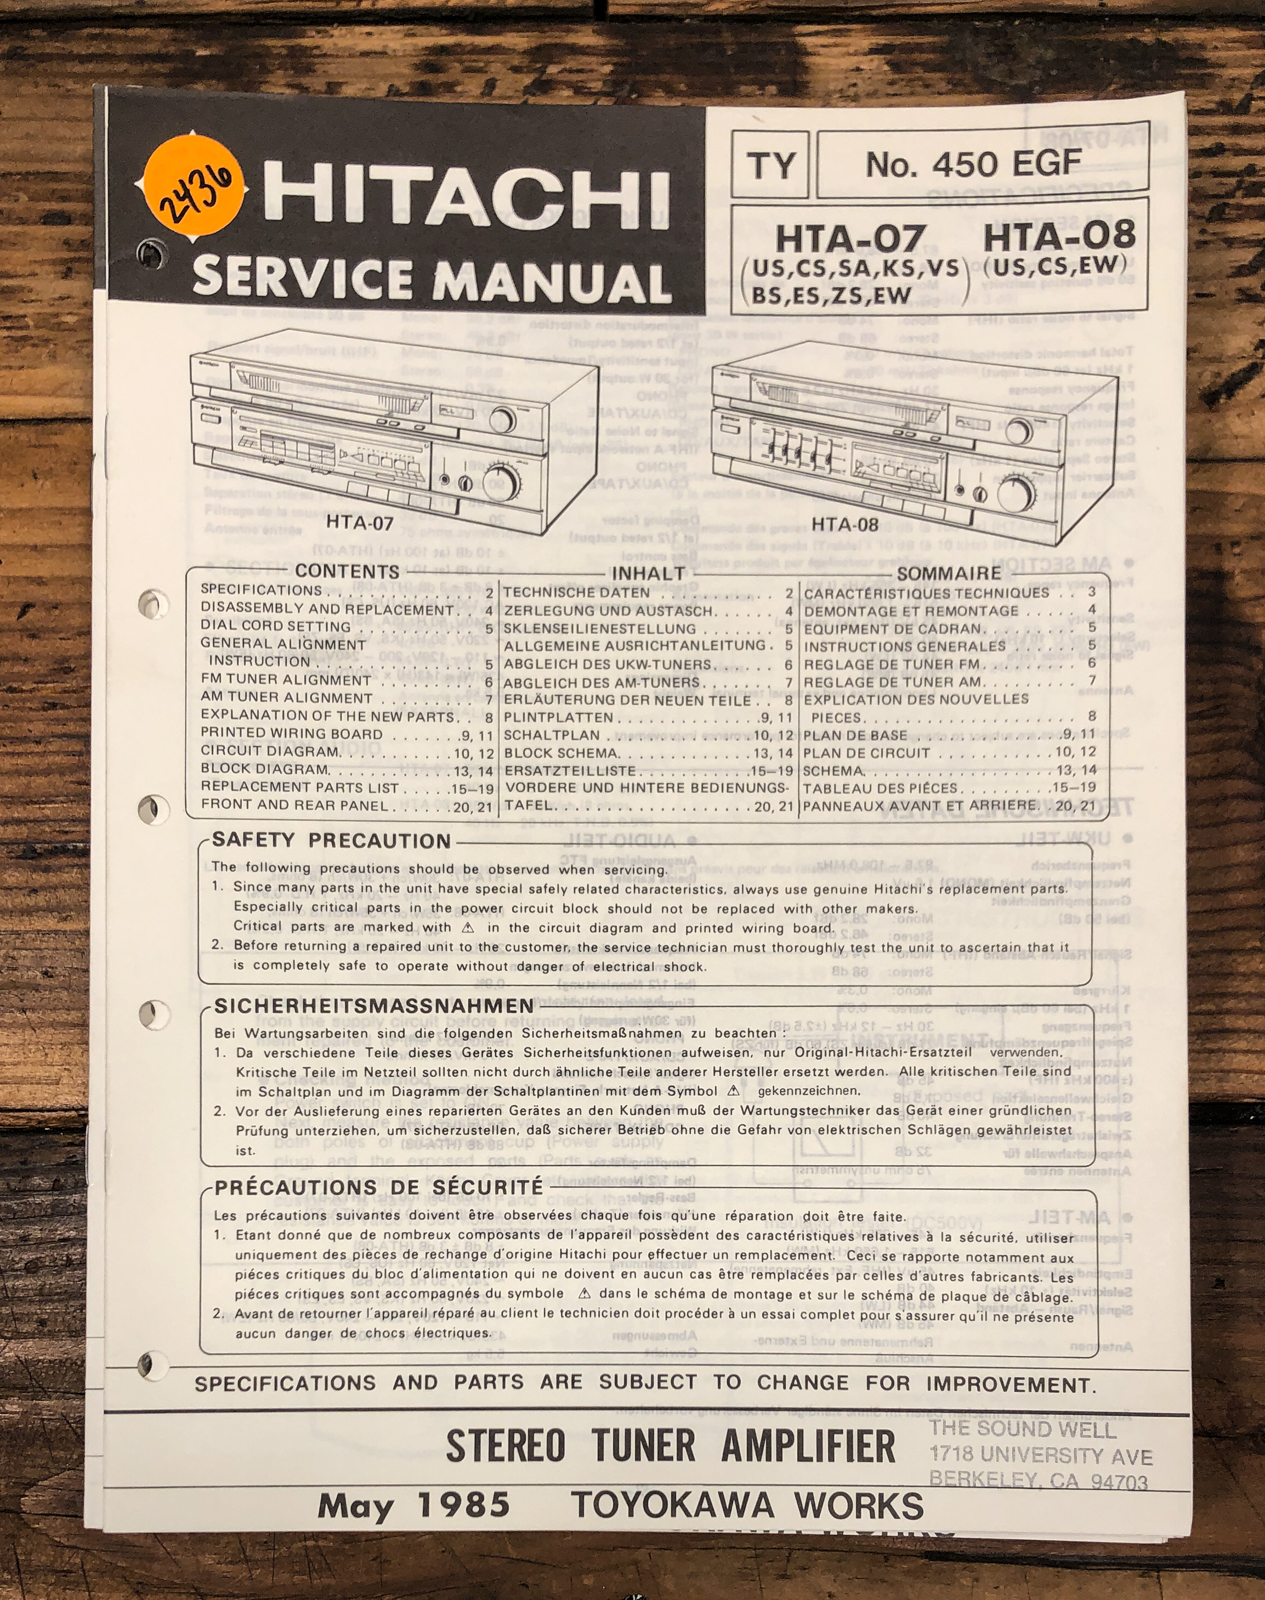 2436
HITACHI
SERVICE MANUAL
TY
No. 450 EGF
HTA-07 HTA-08
(US,CS,SA,KS,VS) (US,CS,EW)
BS,ES,ZS,EW
HTA-07
HTA-08
CONTENTS
SPECIFICATIONS . . . . . . . . . . . . . 2
DISASSEMBLY AND REPLACEMENT . . 4
DIAL CORD SETTING . . . . . . . . . . . 5
GENERAL ALIGNMENT
INSTRUCTION . . . . . . . . . . . . . . 5
FM TUNER ALIGNMENT . . . . . . . . . 6
AM TUNER ALIGNMENT . . . . . . . . . 7
EXPLANATION OF THE NEW PARTS. . 8
PRINTED WIRING BOARD . . . . . . .9, 11
CIRCUIT DIAGRAM. . . . . . . . . . .10, 12
BLOCK DIAGRAM. . . . . . . . . . . . 13, 14
REPLACEMENT PARTS LIST . . . . .15–19
FRONT AND REAR PANEL . . . . . .20, 21
INHALT
TECHNISCHE DATEN . . . . . . . . . . . 2
ZERLEGUNG UND AUSTASCH. . . . . . 4
SKLENSEILIENESTELLUNG . . . . . . . 5
ALLGEMEINE AUSRICHTANLEITUNG . 5
ABGLEICH DES UKW-TUNERS. . . . . . 6
ABGLEICH DES AM-TUNERS. . . . . . . 7
ERLÄUTERUNG DER NEUEN TEILE . . 8
PLINTPLATTEN . . . . . . . . . . . . .9, 11
SCHALTPLAN . . . . . . . . . . . . . 10, 12
BLOCK SCHEMA. . . . . . . . . . . . 13, 14
ERSATZTEILLISTE. . . . . . . . . . .15–19
VORDERE UND HINTERE BEDIENUNGS-
TAFEL. . . . . . . . . . . . . . . . . 20, 21
SOMMAIRE
CARACTÉRISTIQUES TECHNIQUES . . 3
DEMONTAGE ET REMONTAGE . . . . . 4
EQUIPMENT DE CADRAN. . . . . . . . . 5
INSTRUCTIONS GENERALES . . . . . . 5
REGLAGE DE TUNER FM. . . . . . . . . 6
REGLAGE DE TUNER AM. . . . . . . . . 7
EXPLICATION DES NOUVELLES
PIECES. . . . . . . . . . . . . . . . . . . 8
PLAN DE BASE . . . . . . . . . . . . .9, 11
PLAN DE CIRCUIT . . . . . . . . . . 10, 12
SCHEMA. . . . . . . . . . . . . . . . 13, 14
TABLEAU DES PIÉCES. . . . . . . . .15–19
PANNEAUX AVANT ET ARRIERE. . 20, 21
SAFETY PRECAUTION
The following precautions should be observed when servicing.
1. Since many parts in the unit have special safely related characteristics, always use genuine Hitachi's replacement parts.
Especially critical parts in the power circuit block should not be replaced with other makers.
Critical parts are marked with ⚠ in the circuit diagram and printed wiring board.
2. Before returning a repaired unit to the customer, the service technician must thoroughly test the unit to ascertain that it
is completely safe to operate without danger of electrical shock.
SICHERHEITSMASSNAHMEN
Bei Wartungsarbeiten sind die folgenden Sicherheitsmaßnahmen zu beachten :
1. Da verschiedene Teile dieses Gerätes Sicherheitsfunktionen aufweisen, nur Original-Hitachi-Ersatzteil verwenden.
Kritische Teile im Netzteil sollten nicht durch ähnliche Teile anderer Hersteller ersetzt werden. Alle kritischen Teile sind
im Schaltplan und im Diagramm der Schaltplantinen mit dem Symbol ⚠ gekennzeichnen.
2. Vor der Auslieferung eines reparierten Gerätes an den Kunden muß der Wartungstechniker das Gerät einer gründlichen
Prüfung unterziehen, um sicherzustellen, daß sicherer Betrieb ohne die Gefahr von elektrischen Schlägen gewährleistet
ist.
PRÉCAUTIONS DE SÉCURITÉ
Les précautions suivantes doivent être observées chaque fois qu'une réparation doit être faite.
1. Etant donné que de nombreux composants de l'appareil possèdent des caractéristiques relatives à la sécurité, utiliser
uniquement des pièces de rechange d'origine Hitachi pour effectuer un remplacement. Ceci se rapporte notamment aux
piéces critiques du bloc d'alimentation qui ne doivent en aucun cas être remplacées par celles d'autres fabricants. Les
piéces critiques sont accompagnés du symbole ⚠ dans le schéma de montage et sur le schéma de plaque de câblage.
2. Avant de retourner l'appareil réparé au client le technicien doit procéder à un essai complet pour s'assurer qu'il ne présente
aucun danger de chocs électriques.
SPECIFICATIONS AND PARTS ARE SUBJECT TO CHANGE FOR IMPROVEMENT.
STEREO TUNER AMPLIFIER
THE SOUND WELL
1718 UNIVERSITY AVE
BERKELEY, CA 94703
May 1985 TOYOKAWA WORKS